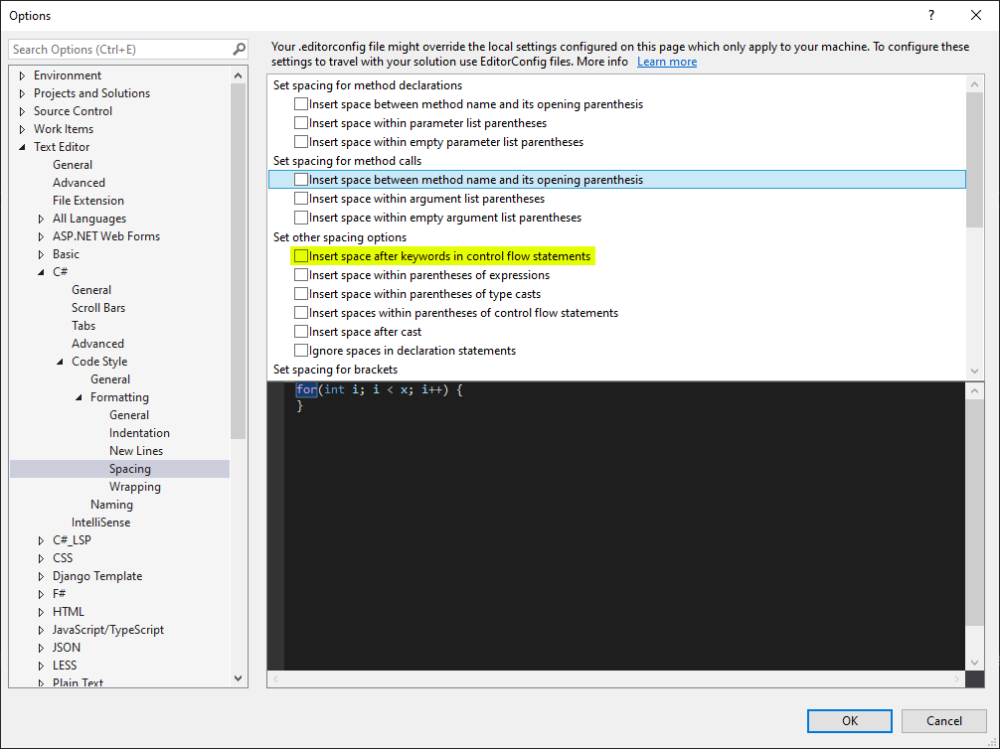 Options
?
Search Options (Ctrl+E)
Environment
Projects and Solutions
Source Control
Work Items
Text Editor
General
Advanced
File Extension
All Languages
ASP.NET Web Forms
Basic
C#
General
Scroll Bars
Tabs
Advanced
Code Style
General
Formatting
General
Indentation
New Lines
Spacing
Wrapping
Naming
IntelliSense
C#_LSP
CSS
Django Template
F#
HTML
JavaScript/TypeScript
JSON
LESS
Plain Text
Your .editorconfig file might override the local settings configured on this page which only apply to your machine. To configure these
settings to travel with your solution use EditorConfig files. More info Learn more
Set spacing for method declarations
Insert space between method name and its opening parenthesis
Insert space within parameter list parentheses
Insert space within empty parameter list parentheses
Set spacing for method calls
Insert space between method name and its opening parenthesis
Insert space within argument list parentheses
Insert space within empty argument list parentheses
Set other spacing options
Insert space after keywords in control flow statements
Insert space within parentheses of expressions
Insert space within parentheses of type casts
Insert spaces within parentheses of control flow statements
Insert space after cast
Ignore spaces in declaration statements
Set spacing for brackets
for(int i; i < x; i++) {
}
OK
Cancel